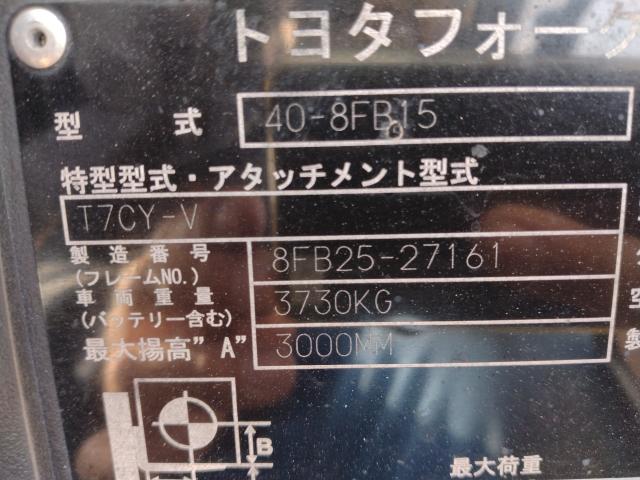 トヨタフォーク
型式 40-8FB15
特型型式・アタッチメント型式
T7CY-V
製造番号 8FB25-27161
(フレームNO.)
車両重量 3730KG
(バッテリー含む)
最大揚高"A" 3000MM
B
最大荷重